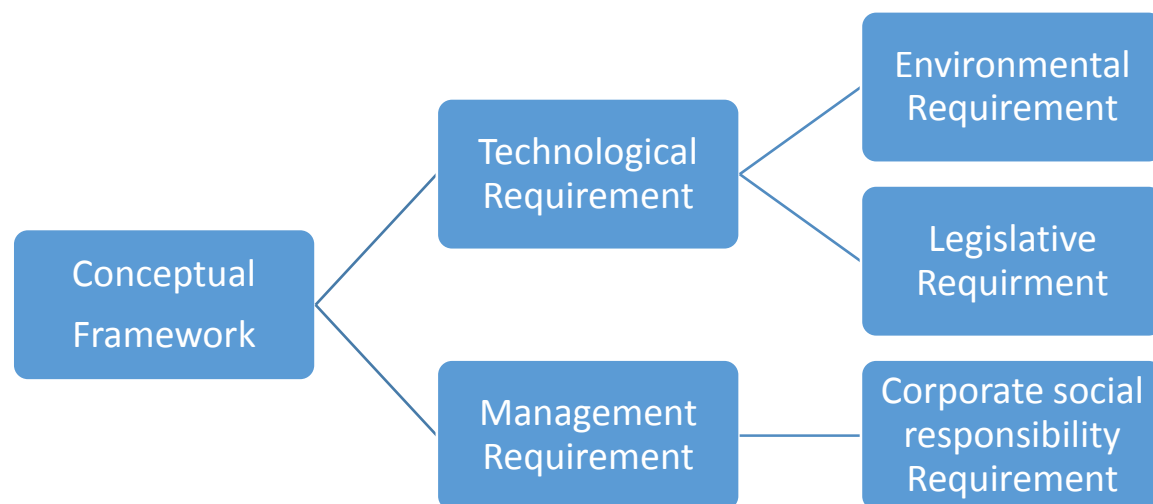 Conceptual
Framework
Technological
Requirement
Management
Requirement
Environmental
Requirement
Legislative
Requirment
Corporate social
responsibility
Requirement